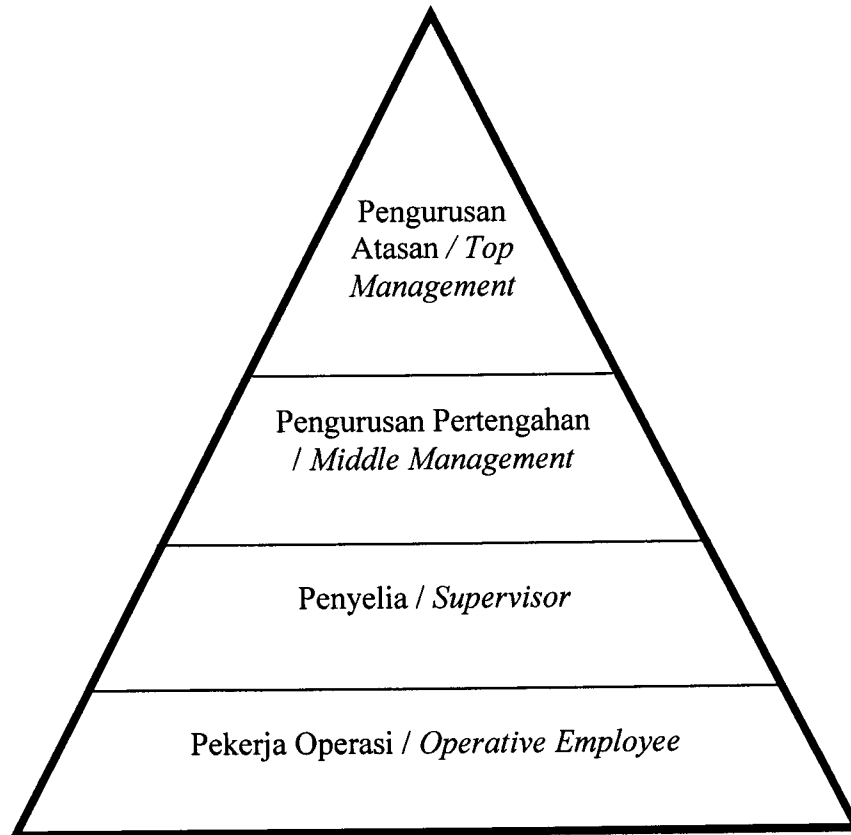 Pengurusan
Atasan / Top
Management
Pengurusan Pertengahan
/ Middle Management
Penyelia / Supervisor
Pekerja Operasi / Operative Employee